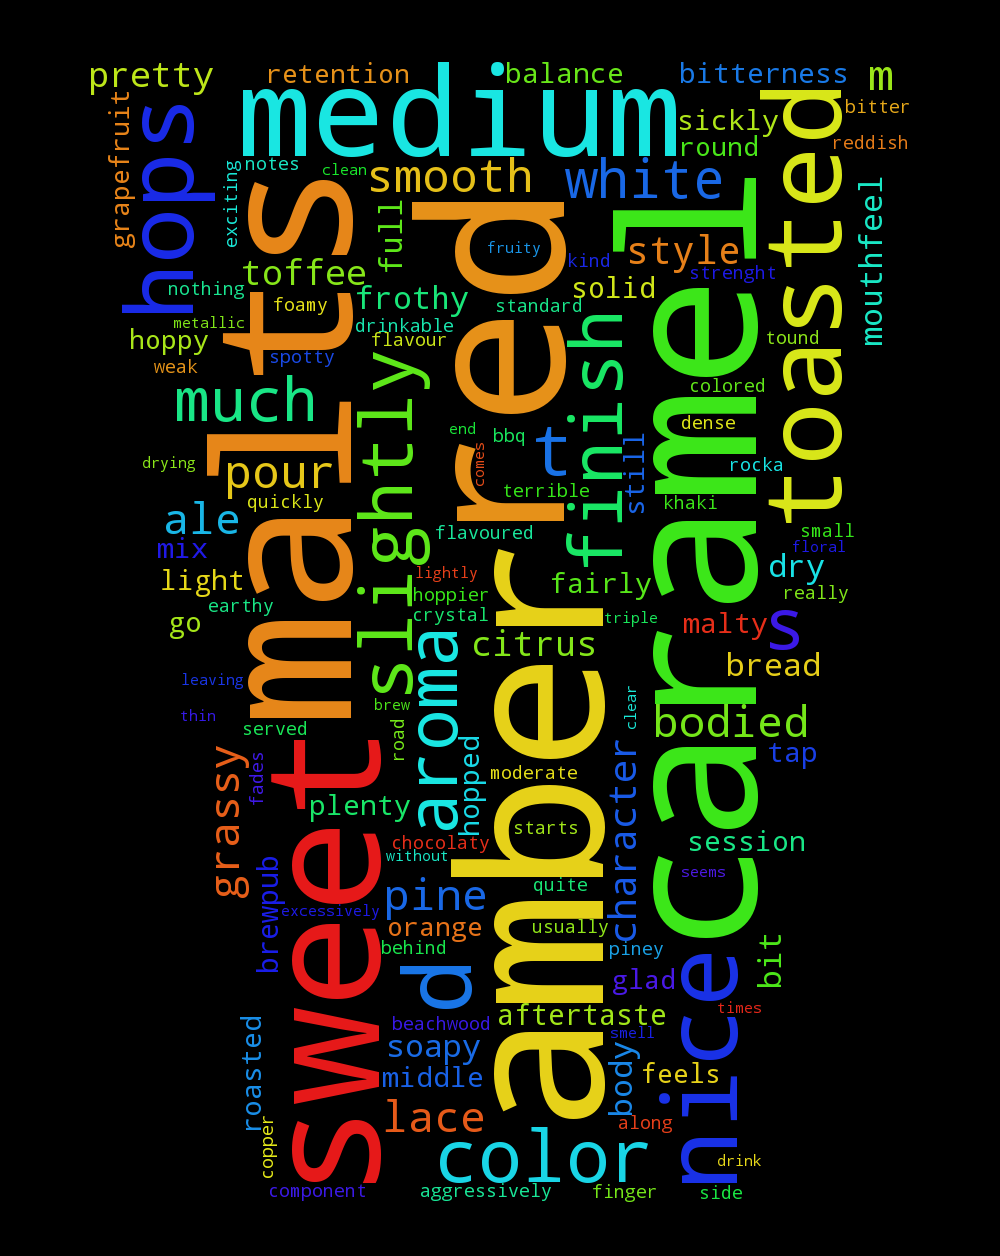 pretty
retention
medium
balance
bitterness
m
bitter
grapefruit
hops
sickly
round
toasted
reddish
exciting
notes
clean
smooth
white
malts
full
red
fruity
kind
style
strenght
mouthfeel
toffee
nothing
foamy
frothy
standard
solid
caramel
metallic
drinkable
flavour
hoppy
weak
spotty
tound
much
slightly
finish
colored
dense
end
bbq
t
comes
still
rocka
drying
pour
quickly
terrible
khaki
ale
mix
flavoured
small
floral
light
lightly
fairly
dry
earthy
hoppier
really
go
crystal
triple
malty
s
citrus
amber
aroma
bread
leaving
thin
brew
clear
bodied
served
road
tap
grassy
fades
sweet
hopped
moderate
character
plenty
starts
chocolaty
without
session
brewpub
quite
seems
pine
excessively
orange
usually
behind
piney
bit
d
glad
nice
times
aftertaste
beachwood
smell
roasted
soapy
middle
body
feels
lace
along
copper
color
drink
component
aggressively
finger
side